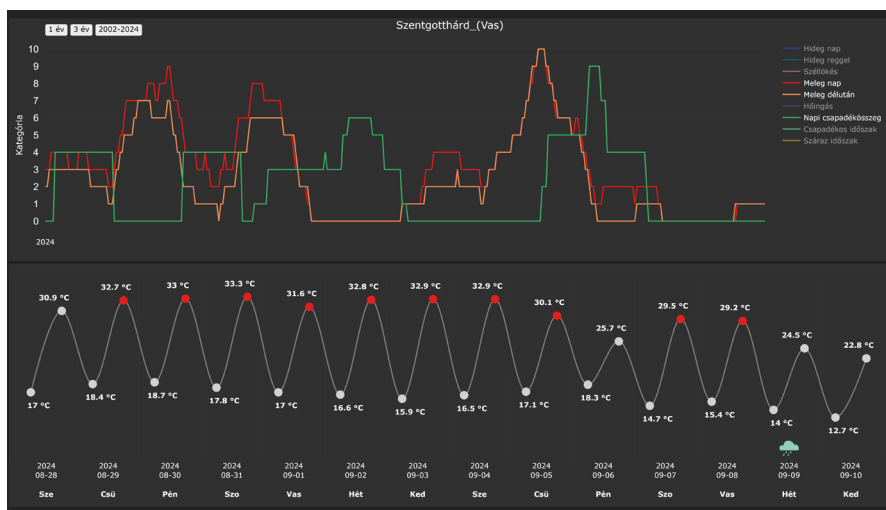 Szentgotthárd_(Vas)
1 év 3 év 2002-2024
Kategória
10
9
8
7
6
5
4
3
2
1
0
2024
Hideg nap
Hideg reggel
Széllökés
Meleg nap
Meleg délután
Hőingás
Napi csapadékösszeg
Csapadékos időszak
Száraz időszak
30.9 °C 32.7 °C 33 °C 33.3 °C 31.6 °C 32.8 °C 32.9 °C 32.9 °C 30.1 °C 25.7 °C 29.5 °C 29.2 °C 24.5 °C 22.8 °C
17 °C 18.4 °C 18.7 °C 17.8 °C 17 °C 16.6 °C 15.9 °C 16.5 °C 17.1 °C 18.3 °C 14.7 °C 15.4 °C 14 °C 12.7 °C
2024 2024 2024 2024 2024 2024 2024 2024 2024 2024 2024 2024 2024 2024
08-28 08-29 08-30 08-31 09-01 09-02 09-03 09-04 09-05 09-06 09-07 09-08 09-09 09-10
Sze Csü Pén Szo Vas Hét Ked Sze Csü Pén Szo Vas Hét Ked